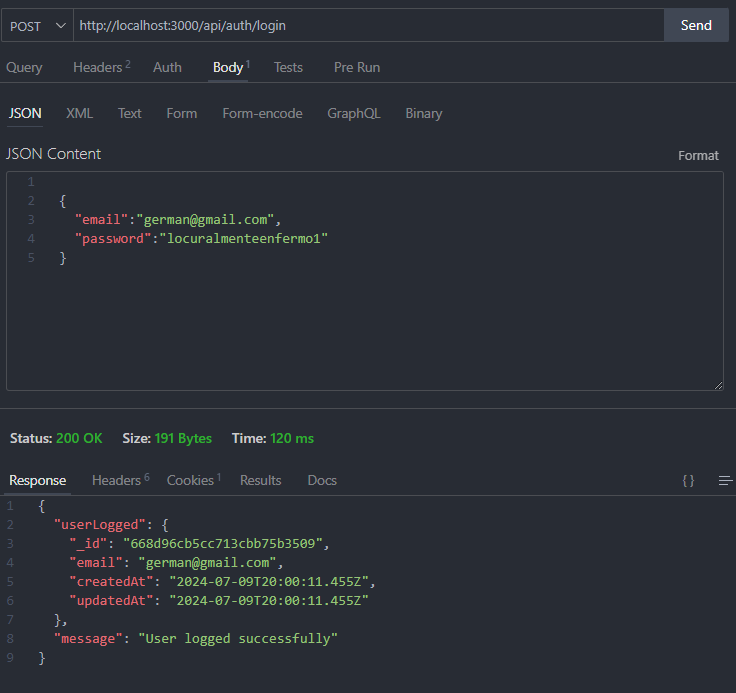 POST http://localhost:3000/api/auth/login Send
Query Headers 2 Auth Body 1 Tests Pre Run
JSON XML Text Form Form-encode GraphQL Binary
JSON Content Format
1
2 {
3 "email":"german@gmail.com",
4 "password":"locuralmenteenfermo1"
5 }
Status: 200 OK Size: 191 Bytes Time: 120 ms
Response Headers 6 Cookies 1 Results Docs { }
1 {
2 "userLogged": {
3 "_id": "668d96cb5cc713cbb75b3509",
4 "email": "german@gmail.com",
5 "createdAt": "2024-07-09T20:00:11.455Z",
6 "updatedAt": "2024-07-09T20:00:11.455Z"
7 },
8 "message": "User logged successfully"
9 }